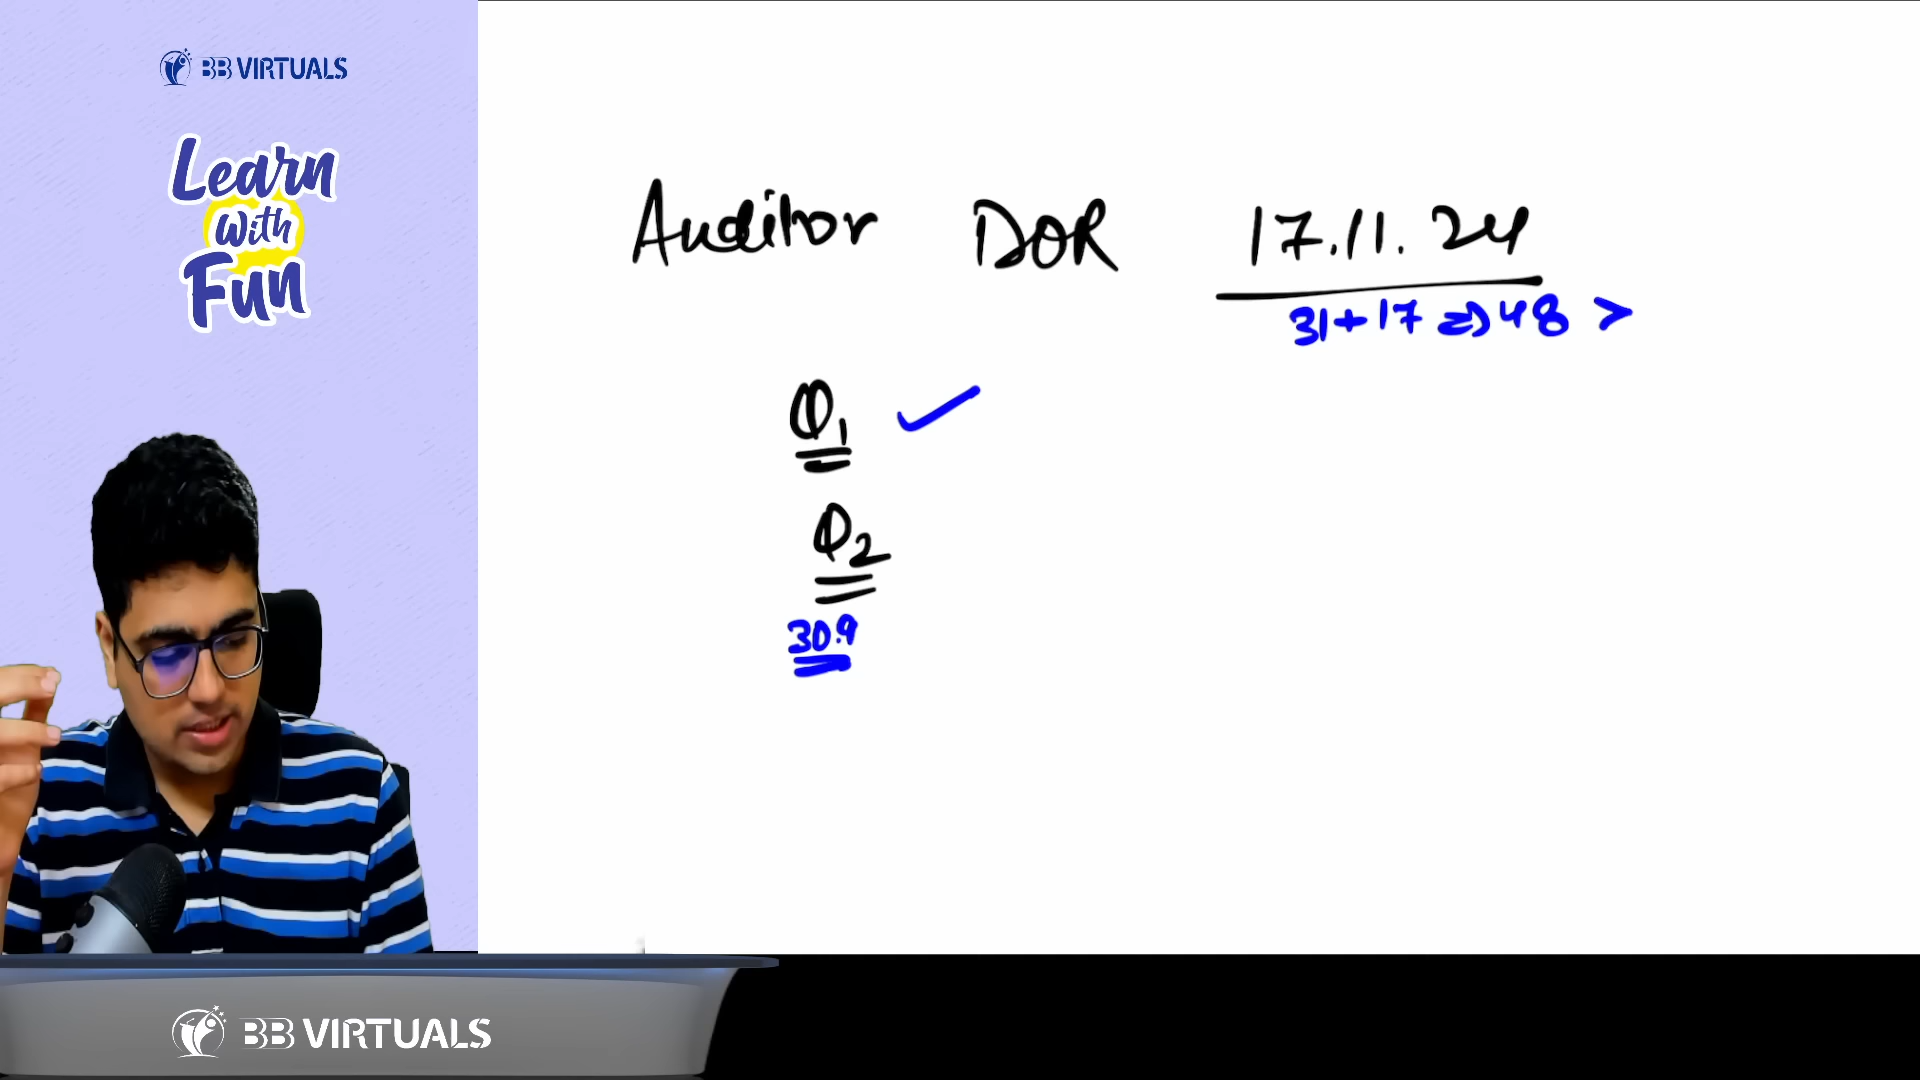 BB VIRTUALS
Learn
With
Fun
Auditor DOR 17.11.24
31+17 => 48 >
Q1 ✓
Q2
30.9
BB VIRTUALS